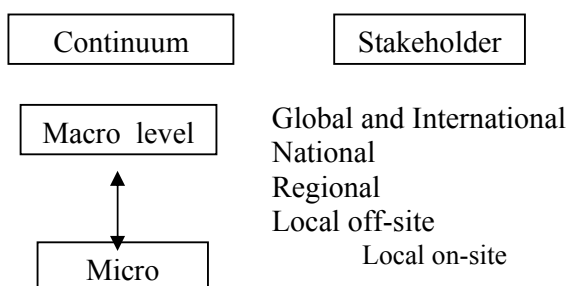 Continuum
Stakeholder
Macro level
Global and International
National
Regional
Local off-site
Local on-site
Micro